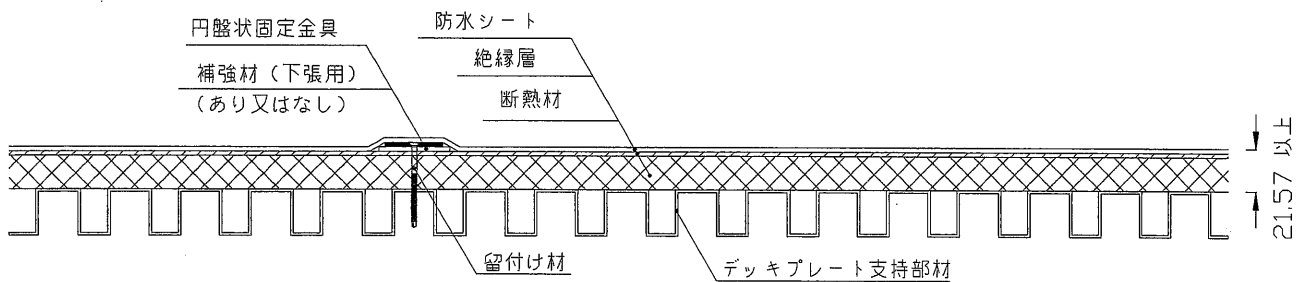 円盤状固定金具
補強材（下張用）
（あり又はなし）
防水シート
絶縁層
断熱材
留付け材
デッキプレート支持部材
21.57 以上